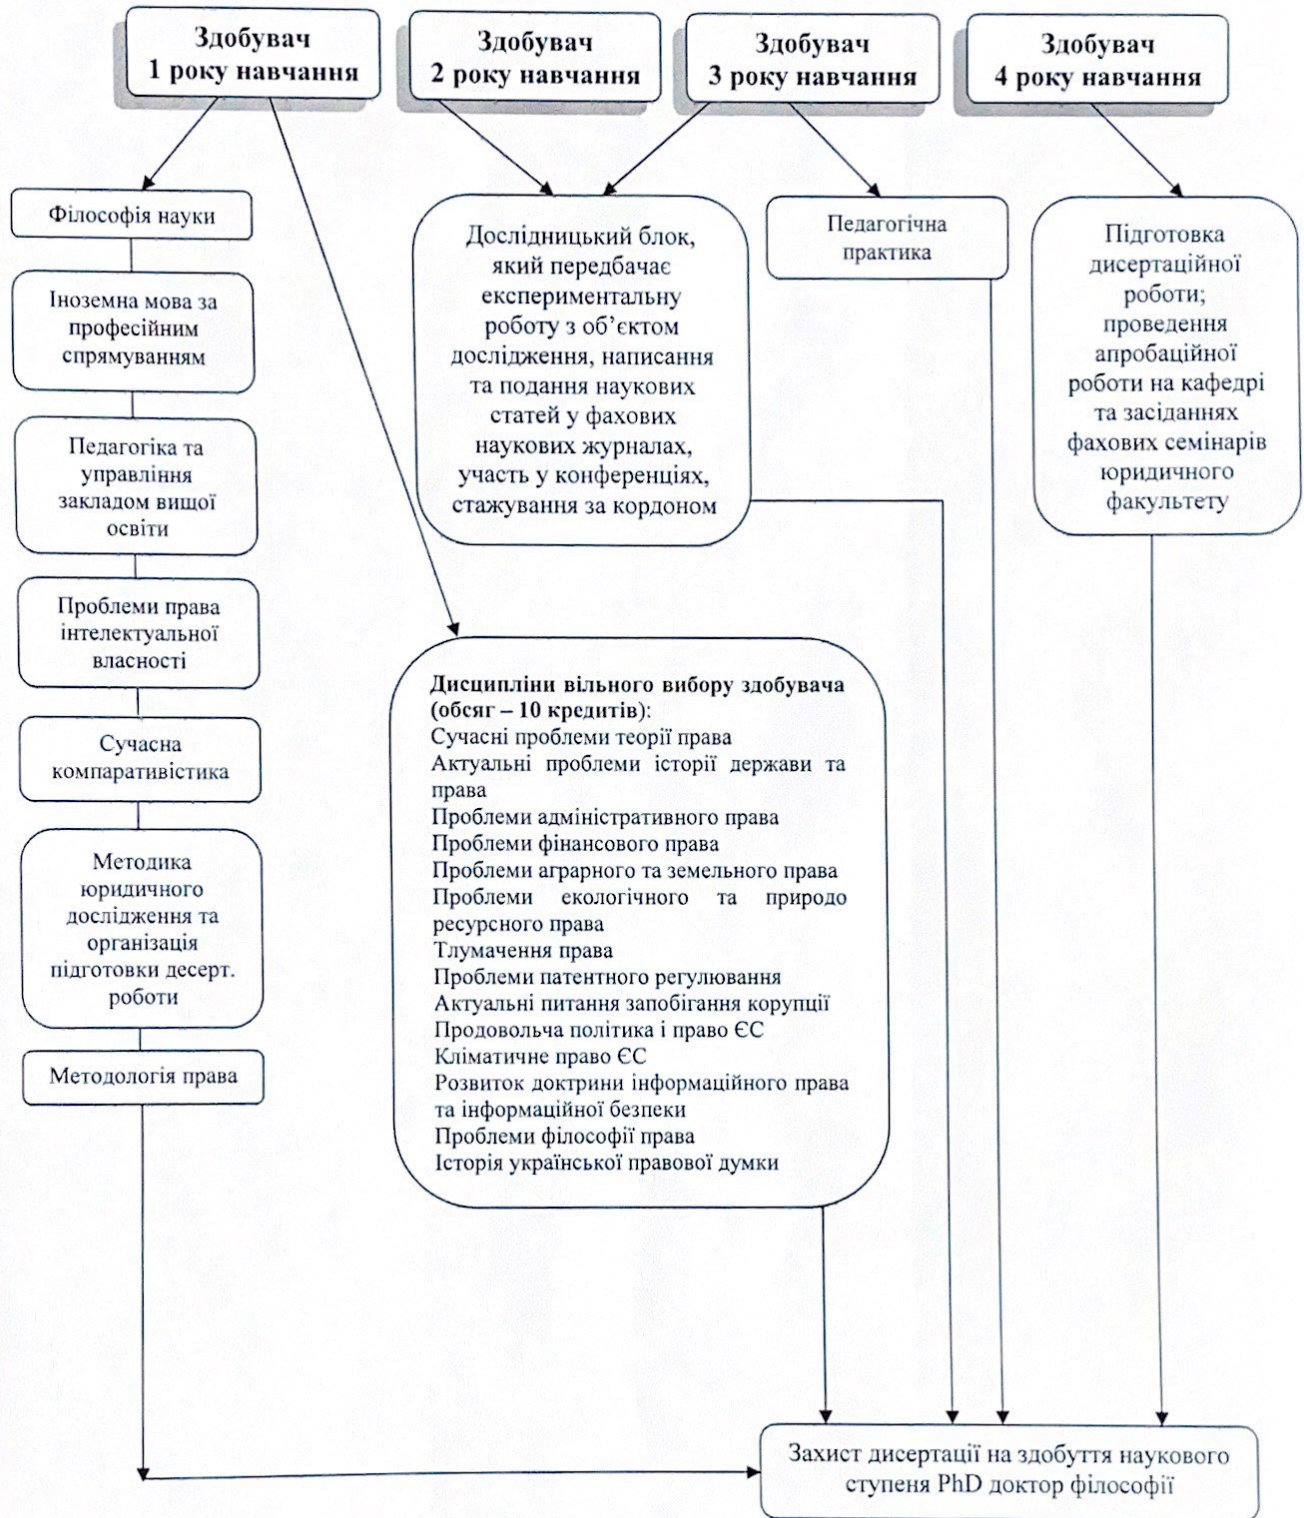 Здобувач
1 року навчання
Здобувач
2 року навчання
Здобувач
3 року навчання
Здобувач
4 року навчання
Філософія науки
Іноземна мова за
професійним
спрямуванням
Педагогіка та
управління
закладом вищої
освіти
Проблеми права
інтелектуальної
власності
Сучасна
компаративістика
Методика
юридичного
дослідження та
організація
підготовки десерт.
роботи
Методологія права
Дослідницький блок,
який передбачає
експериментальну
роботу з об’єктом
дослідження, написання
та подання наукових
статей у фахових
наукових журналах,
участь у конференціях,
стажування за кордоном
Педагогічна
практика
Підготовка
дисертаційної
роботи;
проведення
апробаційної
роботи на кафедрі
та засіданнях
фахових семінарів
юридичного
факультету
Дисципліни вільного вибору здобувача
(обсяг – 10 кредитів):
Сучасні проблеми теорії права
Актуальні проблеми історії держави та
права
Проблеми адміністративного права
Проблеми фінансового права
Проблеми аграрного та земельного права
Проблеми екологічного та природо
ресурсного права
Тлумачення права
Проблеми патентного регулювання
Актуальні питання запобігання корупції
Продовольча політика і право ЄС
Кліматичне право ЄС
Розвиток доктрини інформаційного права
та інформаційної безпеки
Проблеми філософії права
Історія української правової думки
Захист дисертації на здобуття наукового
ступеня PhD доктор філософії